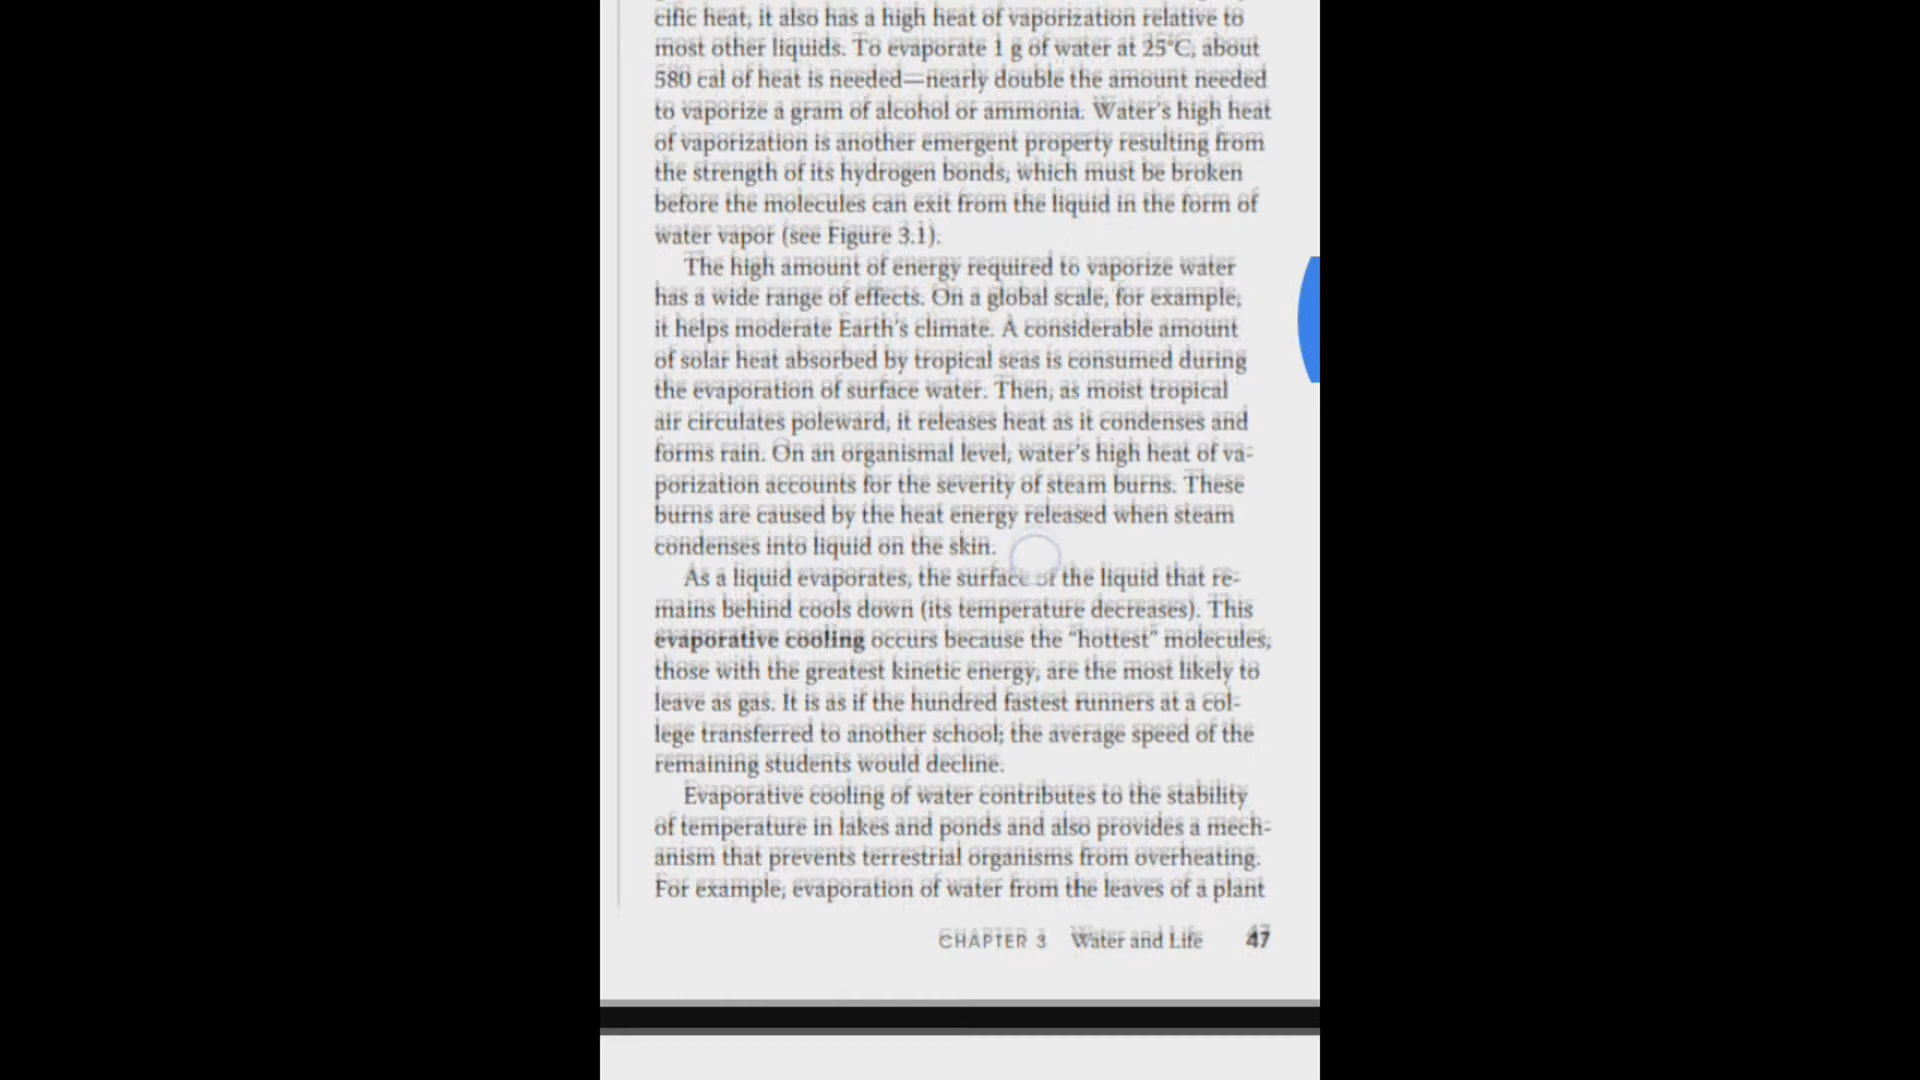 cific heat, it also has a high heat of vaporization relative to
most other liquids. To evaporate 1 g of water at 25°C, about
580 cal of heat is needed—nearly double the amount needed
to vaporize a gram of alcohol or ammonia. Water's high heat
of vaporization is another emergent property resulting from
the strength of its hydrogen bonds, which must be broken
before the molecules can exit from the liquid in the form of
water vapor (see Figure 3.1).
The high amount of energy required to vaporize water
has a wide range of effects. On a global scale, for example,
it helps moderate Earth's climate. A considerable amount
of solar heat absorbed by tropical seas is consumed during
the evaporation of surface water. Then, as moist tropical
air circulates poleward, it releases heat as it condenses and
forms rain. On an organismal level, water's high heat of va-
porization accounts for the severity of steam burns. These
burns are caused by the heat energy released when steam
condenses into liquid on the skin.
As a liquid evaporates, the surface of the liquid that re-
mains behind cools down (its temperature decreases). This
evaporative cooling occurs because the "hottest" molecules,
those with the greatest kinetic energy, are the most likely to
leave as gas. It is as if the hundred fastest runners at a col-
lege transferred to another school; the average speed of the
remaining students would decline.
Evaporative cooling of water contributes to the stability
of temperature in lakes and ponds and also provides a mech-
anism that prevents terrestrial organisms from overheating.
For example, evaporation of water from the leaves of a plant
CHAPTER 3 Water and Life 47